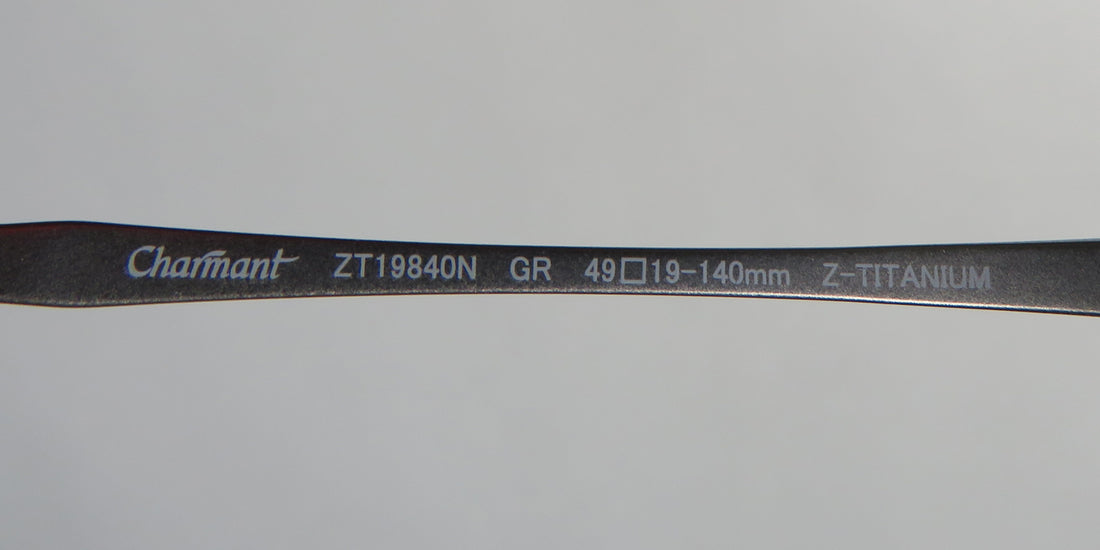 Charmant ZT19840N GR 49□19-140mm Z-TITANIUM